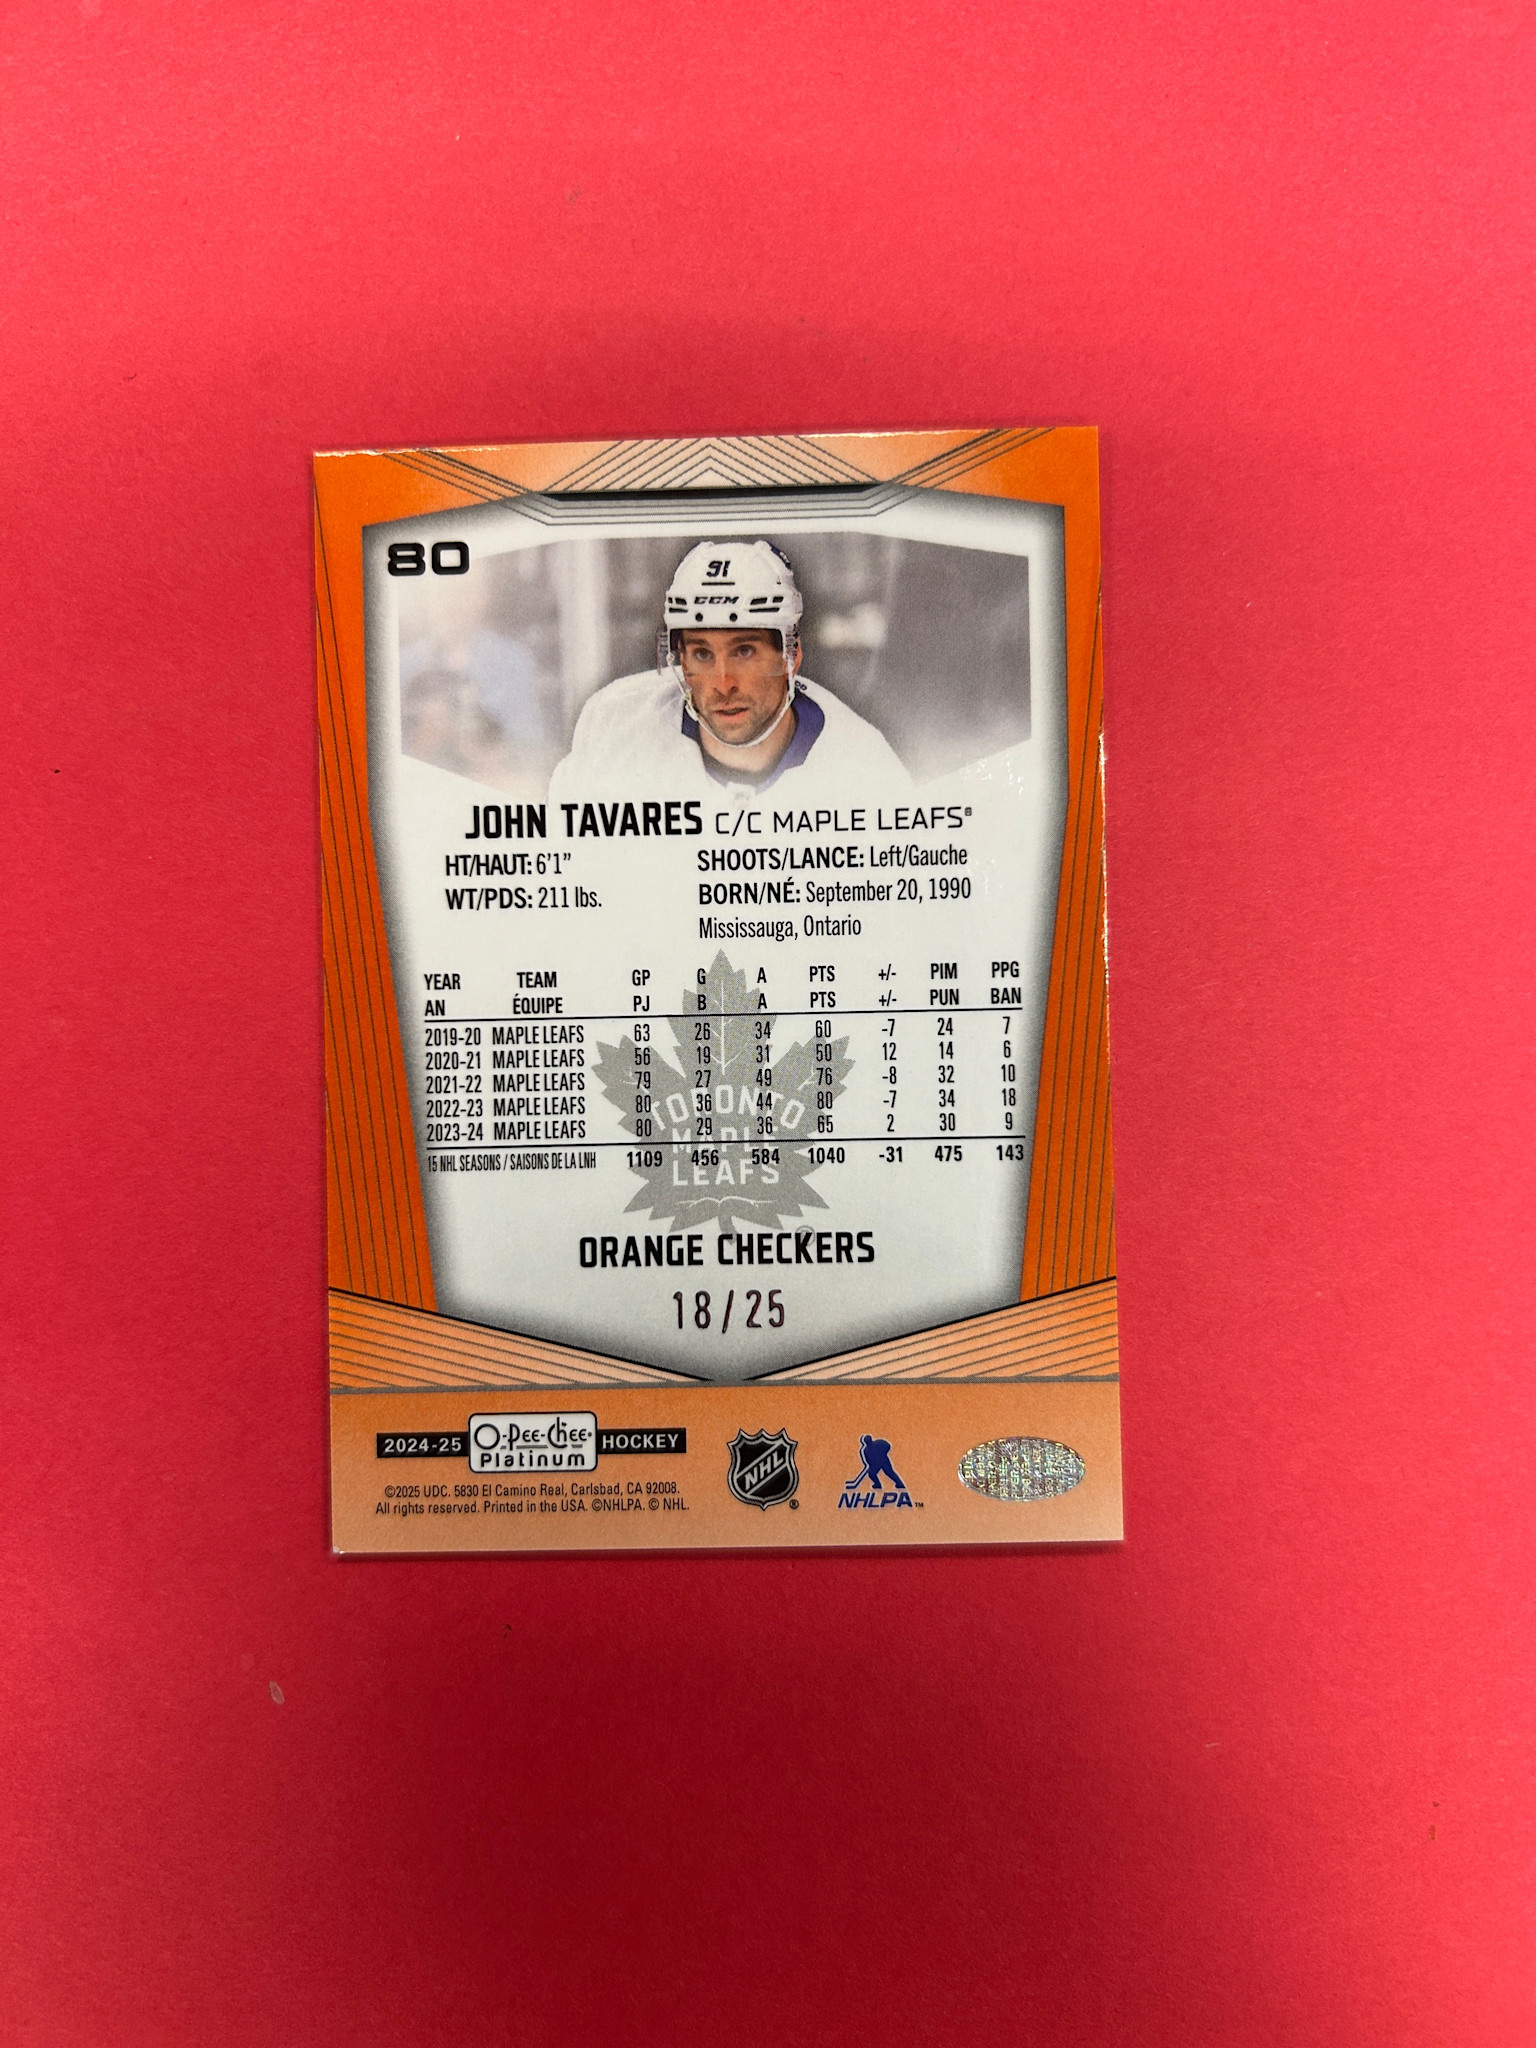 80
91
CCM
JOHN TAVARES C/C MAPLE LEAFS®
HT/HAUT: 6'1" SHOOTS/LANCE: Left/Gauche
WT/PDS: 211 lbs. BORN/NÉ: September 20, 1990
Mississauga, Ontario
YEAR TEAM GP G A PTS +/- PIM PPG
AN ÉQUIPE PJ B A PTS +/- PUN BAN
2019-20 MAPLE LEAFS 63 26 34 60 -7 24 7
2020-21 MAPLE LEAFS 56 19 31 50 12 14 6
2021-22 MAPLE LEAFS 79 27 49 76 -8 32 10
2022-23 MAPLE LEAFS 80 36 44 80 -7 34 18
2023-24 MAPLE LEAFS 80 29 36 65 2 30 9
15 NHL SEASONS / SAISONS DE LA LNH 1109 456 584 1040 -31 475 143
TORONTO
MAPLE
LEAFS
®
ORANGE CHECKERS
18/25
2024-25 O-Pee-Chee® HOCKEY
Platinum
NHL ®
NHLPA™
©2025 UDC. 5830 El Camino Real, Carlsbad, CA 92008.
All rights reserved. Printed in the USA. ©NHLPA. © NHL.